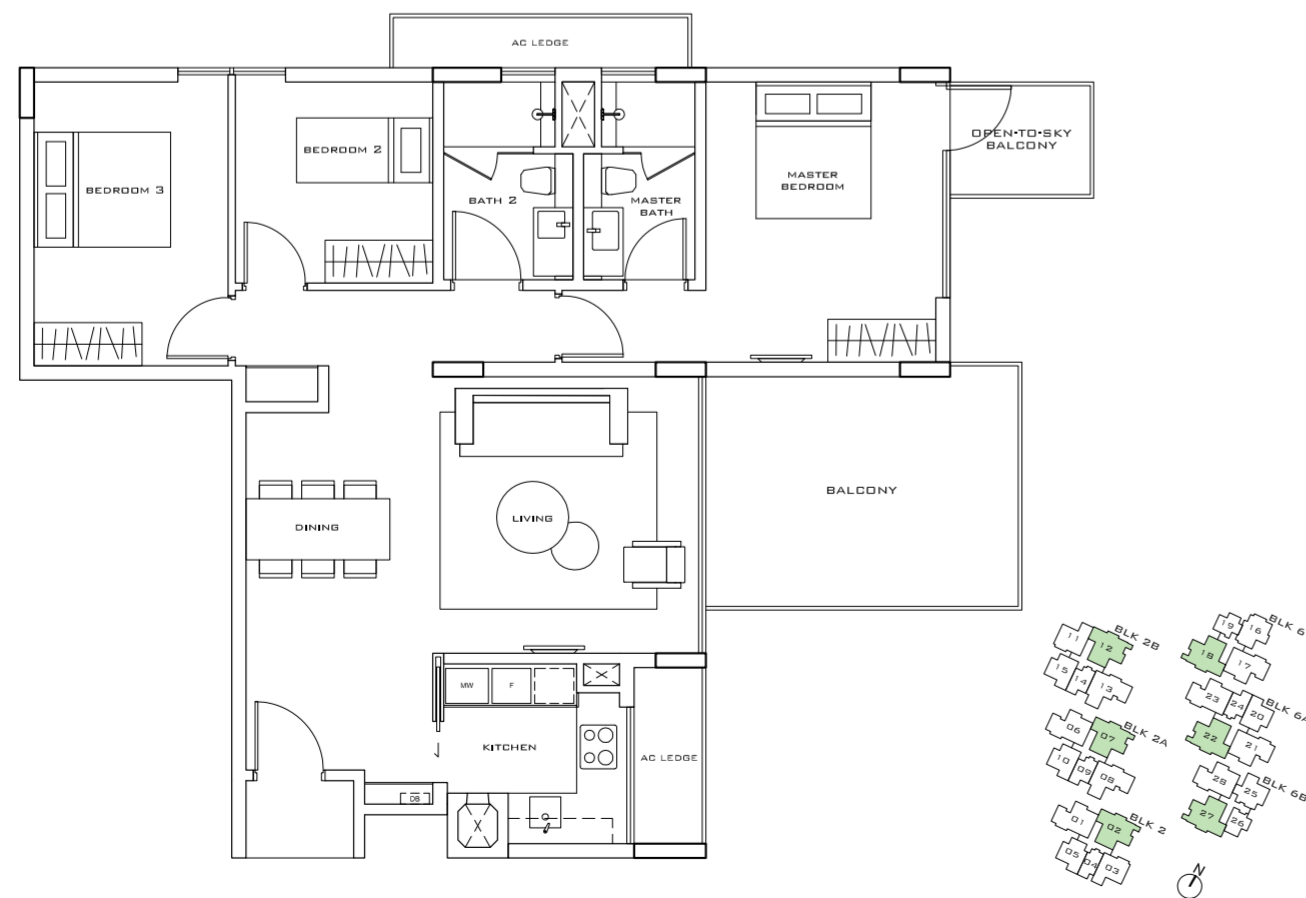 AC LEDGE
OPEN-TO-SKY
BALCONY
BEDROOM 2
BEDROOM 3
MASTER
BEDROOM
BATH 2
MASTER
BATH
BALCONY
LIVING
DINING
MW
F
KITCHEN
AC LEDGE
DB
BLK 2B
11
12
15
14
13
BLK 2A
06
07
10
09
08
BLK 2
01
02
05
04
03
BLK 6
19
16
18
17
BLK 6A
23
24
20
22
21
BLK 6B
28
25
27
26
N